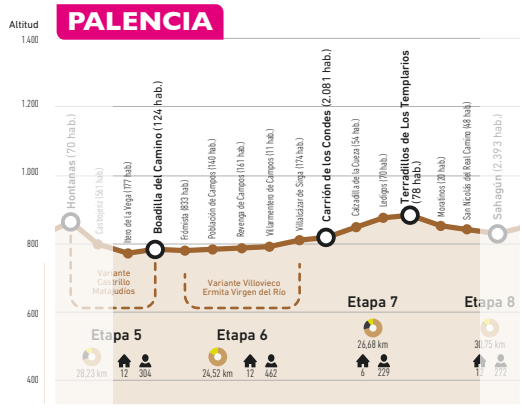 PALENCIA
Altitud
1.400
1.200
1.000
800
600
400
Hontanas (70 hab.)
Castrojeriz (561 hab.)
Itero de la Vega (177 hab.)
Boadilla del Camino (124 hab.)
Frómista (833 hab.)
Población de Campos (140 hab.)
Revenga de Campos (161 hab.)
Villarmentero de Campos (11 hab.)
Villalcázar de Sirga (174 hab.)
Carrión de los Condes (2.081 hab.)
Calzadilla de la Cueza (54 hab.)
Ledigos (70 hab.)
Terradillos de Los Templarios
(78 hab.)
Moratinos (20 hab.)
San Nicolás del Real Camino (48 hab.)
Sahagún (2.393 hab.)
Variante
Castrillo
Matajudíos
Variante Villovieco
Ermita Virgen del Río
Etapa 5
28,23 km
12
304
Etapa 6
24,52 km
12
462
Etapa 7
26,68 km
6
229
Etapa 8
30,75 km
272